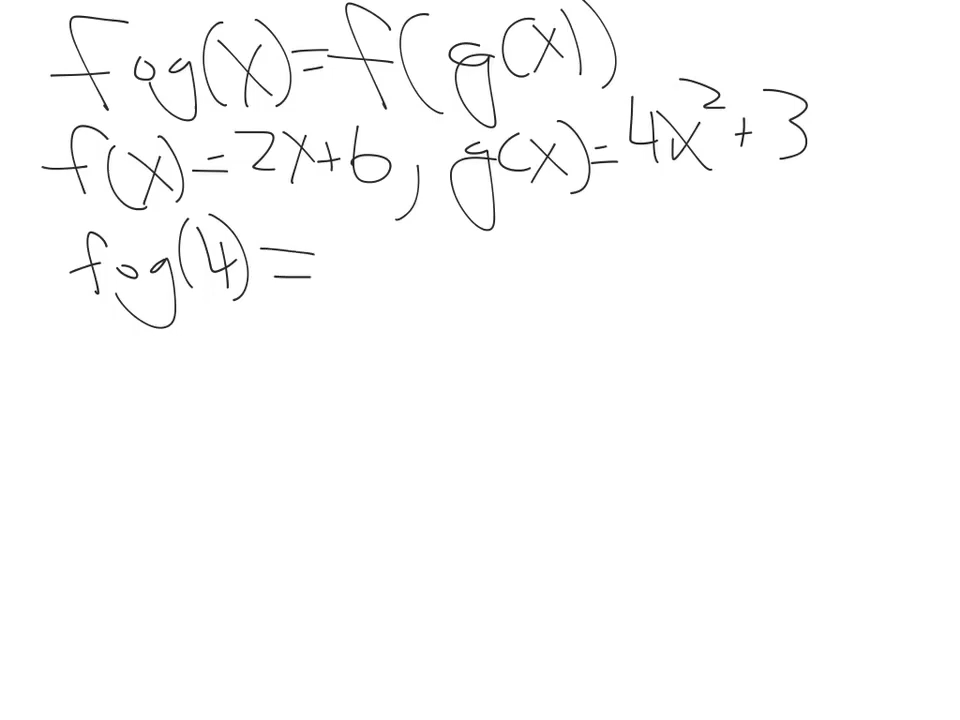 fog(x)=f(g(x))
f(x)=2x+6, g(x)=4x²+3
fog(4)=